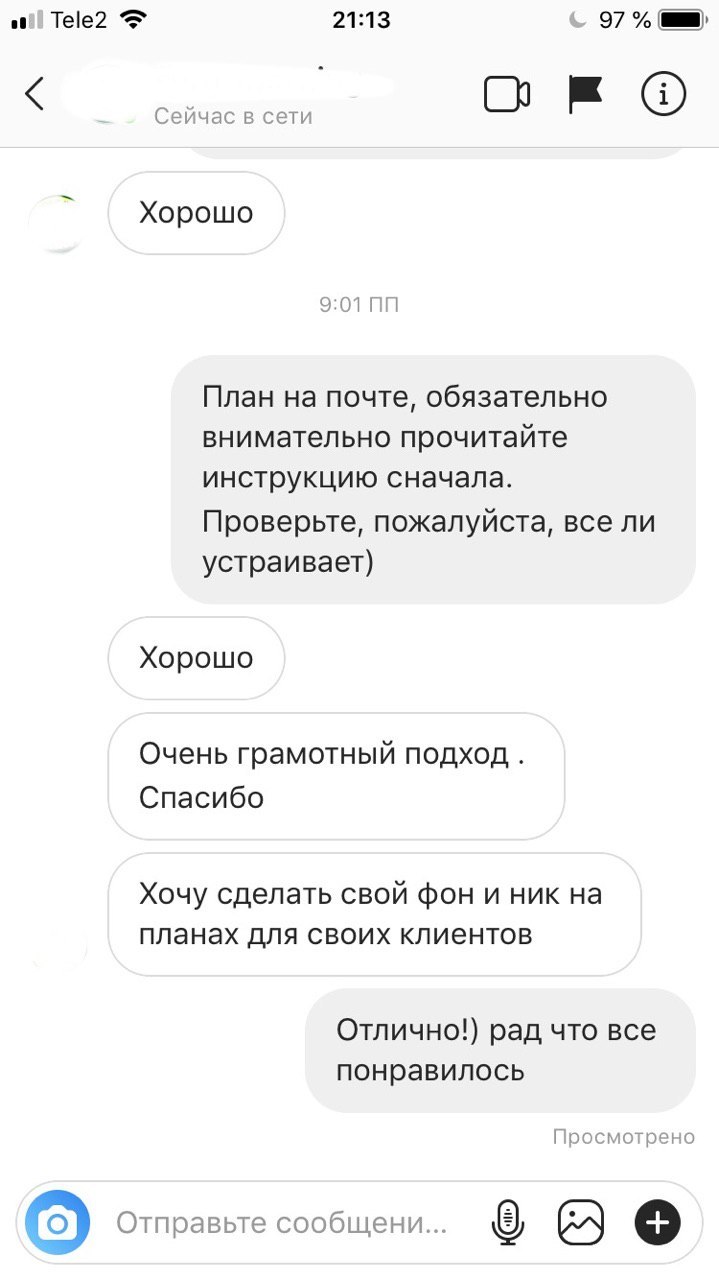 Tele2 21:13 97 %
Сейчас в сети
Хорошо
9:01 ПП
План на почте, обязательно
внимательно прочитайте
инструкцию сначала.
Проверьте, пожалуйста, все ли
устраивает)
Хорошо
Очень грамотный подход .
Спасибо
Хочу сделать свой фон и ник на
планах для своих клиентов
Отлично!) рад что все
понравилось
Просмотрено
Отправьте сообщени...